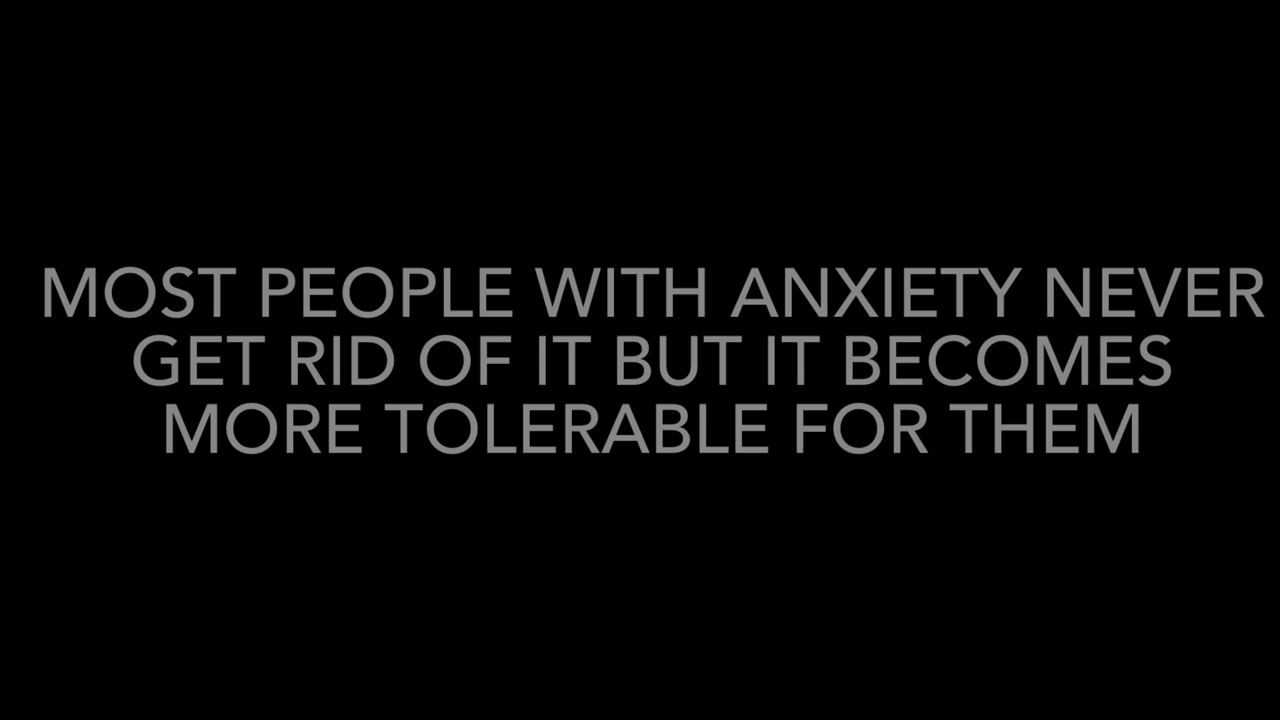 MOST PEOPLE WITH ANXIETY NEVER
GET RID OF IT BUT IT BECOMES
MORE TOLERABLE FOR THEM